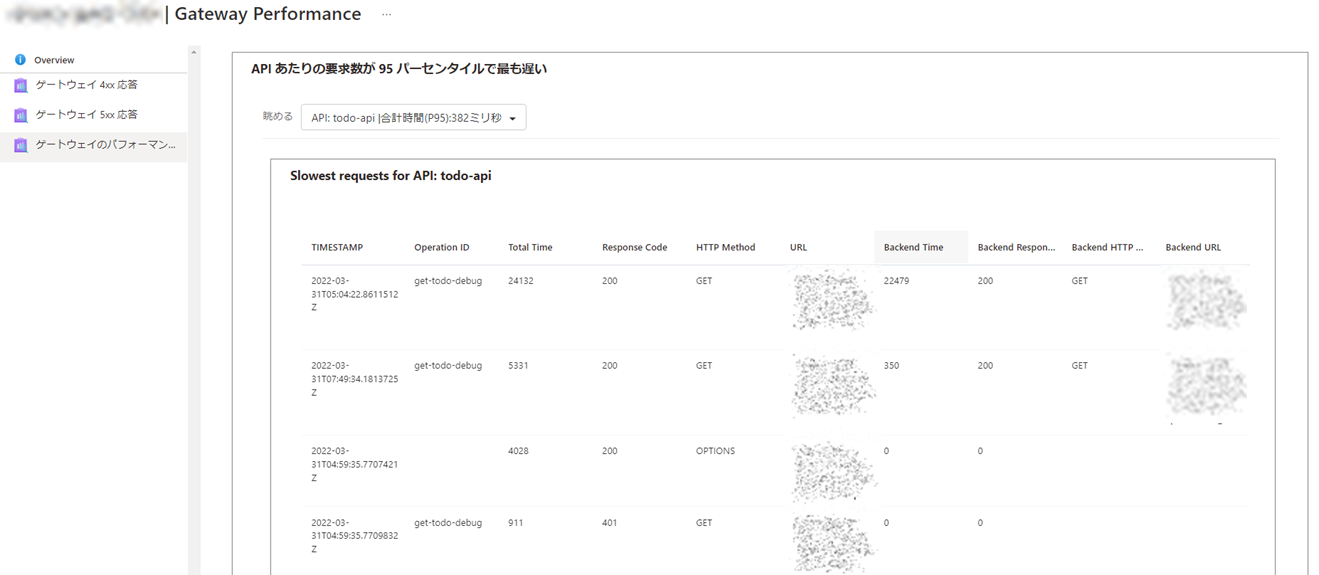 | Gateway Performance ...
Overview
ゲートウェイ 4xx 応答
ゲートウェイ 5xx 応答
ゲートウェイのパフォーマン...
API あたりの要求数が 95 パーセンタイルで最も遅い
眺める
API: todo-api |合計時間(P95):382ミリ秒
Slowest requests for API: todo-api
TIMESTAMP Operation ID Total Time Response Code HTTP Method URL Backend Time Backend Respon... Backend HTTP ... Backend URL
2022-03- get-todo-debug 24132 200 GET 22479 200 GET
31T05:04:22.8611512
Z
2022-03- get-todo-debug 5331 200 GET 350 200 GET
31T07:49:34.1813725
Z
2022-03- 4028 200 OPTIONS 0 0
31T04:59:35.7707421
Z
2022-03- get-todo-debug 911 401 GET 0 0
31T04:59:35.7709832
Z